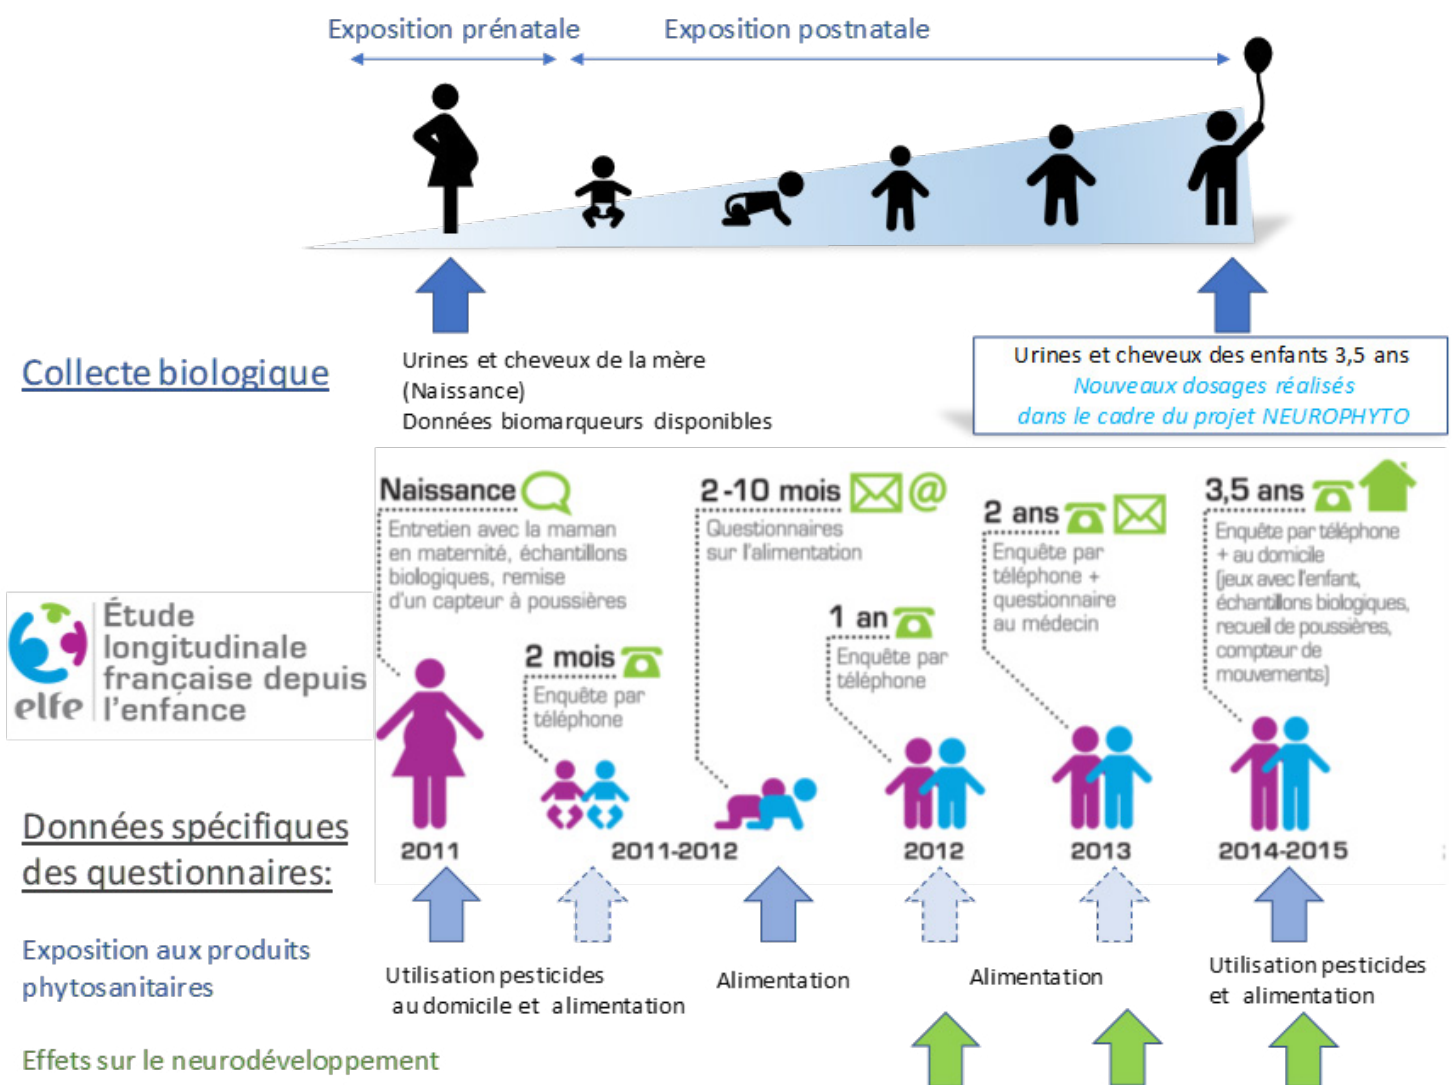 Exposition prénatale
Exposition postnatale
Collecte biologique
Urines et cheveux de la mère
(Naissance)
Données biomarqueurs disponibles
Urines et cheveux des enfants 3,5 ans
Nouveaux dosages réalisés
dans le cadre du projet NEUROPHYTO
Naissance
Entretien avec la maman
en maternité, échantillons
biologiques, remise
d'un capteur à poussières
2 mois
Enquête par
téléphone
2-10 mois
@
Questionnaires
sur l'alimentation
1 an
Enquête par
téléphone
2 ans
Enquête par
téléphone +
questionnaire
au médecin
3,5 ans
Enquête par téléphone
+ au domicile
(jeux avec l'enfant,
échantillons biologiques,
recueil de poussières,
compteur de
mouvements)
elfe
Étude
longitudinale
française depuis
l'enfance
2011
2011-2012
2012
2013
2014-2015
Données spécifiques
des questionnaires:
Exposition aux produits
phytosanitaires
Utilisation pesticides
au domicile et alimentation
Alimentation
Alimentation
Utilisation pesticides
et alimentation
Effets sur le neurodéveloppement